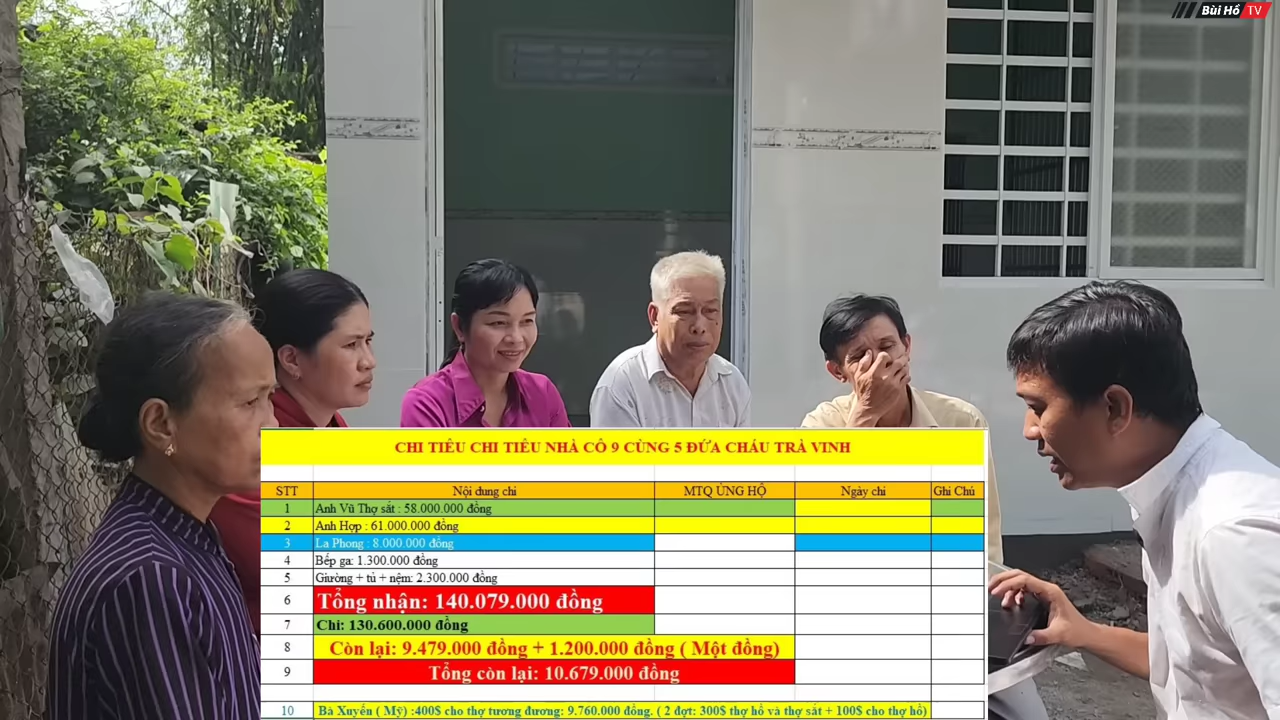 Bùi Hồ TV
CHI TIÊU CHI TIÊU NHÀ CÔ 9 CÙNG 5 ĐỨA CHÁU TRÀ VINH
STT Nội dung chi MTQ ỦNG HỘ Ngày chi Ghi Chú
1 Anh Vũ Thợ sắt : 58.000.000 đồng
2 Anh Hợp : 61.000.000 đồng
3 La Phong : 8.000.000 đồng
4 Bếp ga: 1.300.000 đồng
5 Giường + tủ + nệm: 2.300.000 đồng
6 Tổng nhận: 140.079.000 đồng
7 Chi: 130.600.000 đồng
8 Còn lại: 9.479.000 đồng + 1.200.000 đồng ( Một đồng)
9 Tổng còn lại: 10.679.000 đồng
10 Bà Xuyến ( Mỹ) :400$ cho thợ tương đương: 9.760.000 đồng. ( 2 đợt: 300$ thợ hồ và thợ sắt + 100$ cho thợ hồ)